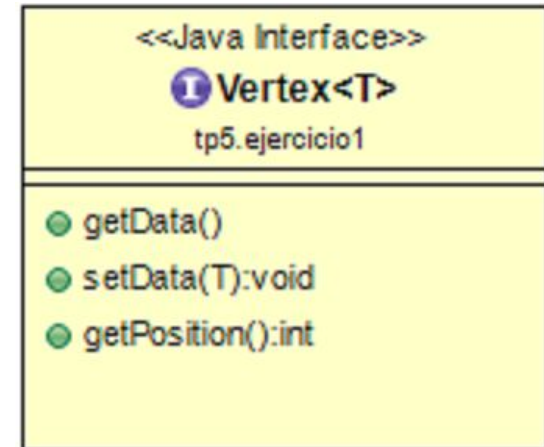 <<Java Interface>>
I Vertex<T>
tp5.ejercicio1
getData()
setData(T):void
getPosition():int